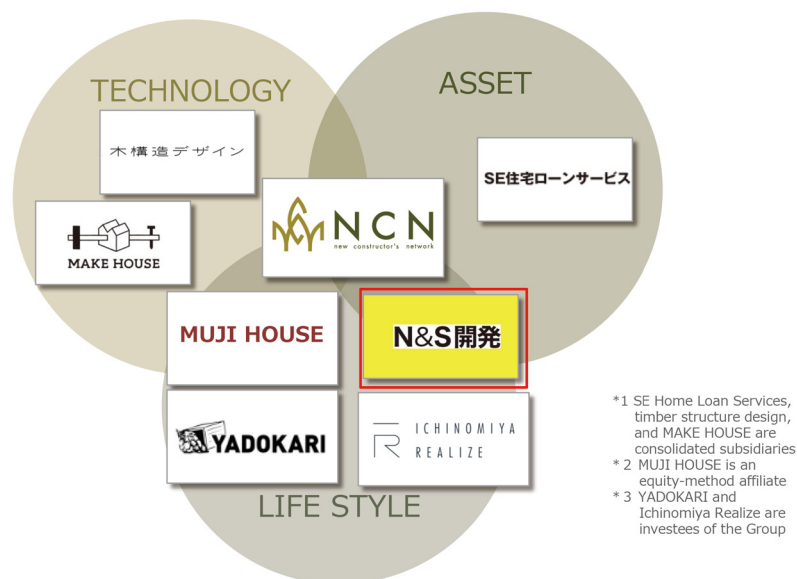 TECHNOLOGY
ASSET
木構造デザイン
SE住宅ローンサービス
MAKE HOUSE
NCN
new constructor's network
MUJI HOUSE
N&S開発
YADOKARI
ICHINOMIYA
REALIZE
LIFE STYLE
*1 SE Home Loan Services,
timber structure design,
and MAKE HOUSE are
consolidated subsidiaries
* 2 MUJI HOUSE is an
equity-method affiliate
* 3 YADOKARI and
Ichinomiya Realize are
investees of the Group